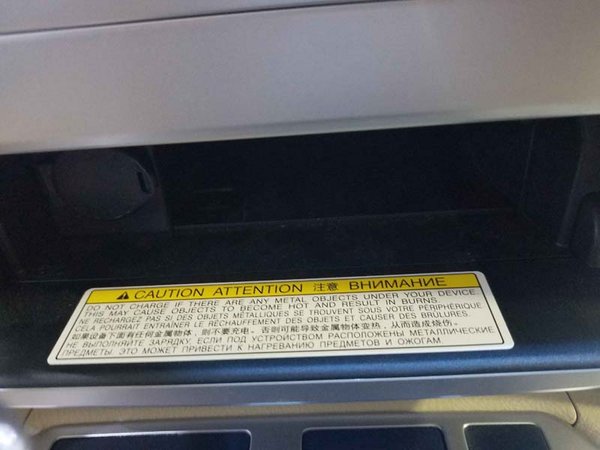 ⚠ CAUTION ATTENTION 注意 ВНИМАНИЕ
DO NOT CHARGE IF THERE ARE ANY METAL OBJECTS UNDER YOUR DEVICE.
THIS MAY CAUSE OBJECTS TO BECOME HOT AND RESULT IN BURNS.
NE RECHARGEZ PAS SI DES OBJETS MÉTALLIQUES SE TROUVENT SOUS VOTRE PÉRIPHÉRIQUE.
CELA POURRAIT ENTRAÎNER LE RÉCHAUFFEMENT DES OBJETS ET CAUSER DES BRÛLURES.
如果设备下面有任何金属物体，则不要充电。否则可能导致金属物体变热，从而造成烧伤。
НЕ ВЫПОЛНЯЙТЕ ЗАРЯДКУ, ЕСЛИ ПОД УСТРОЙСТВОМ РАСПОЛОЖЕНЫ МЕТАЛЛИЧЕСКИЕ
ПРЕДМЕТЫ. ЭТО МОЖЕТ ПРИВЕСТИ К НАГРЕВАНИЮ ПРЕДМЕТОВ И ОЖОГАМ.